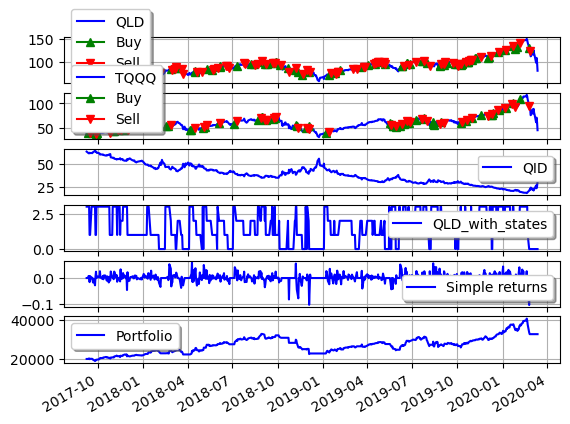 QLD
Buy
Sell
150
100
TQQQ
Buy
Sell
100
50
QID
50
25
QLD_with_states
2.5
0.0
Simple returns
0.0
−0.1
Portfolio
40000
20000
2017-10
2018-01
2018-04
2018-07
2018-10
2019-01
2019-04
2019-07
2019-10
2020-01
2020-04